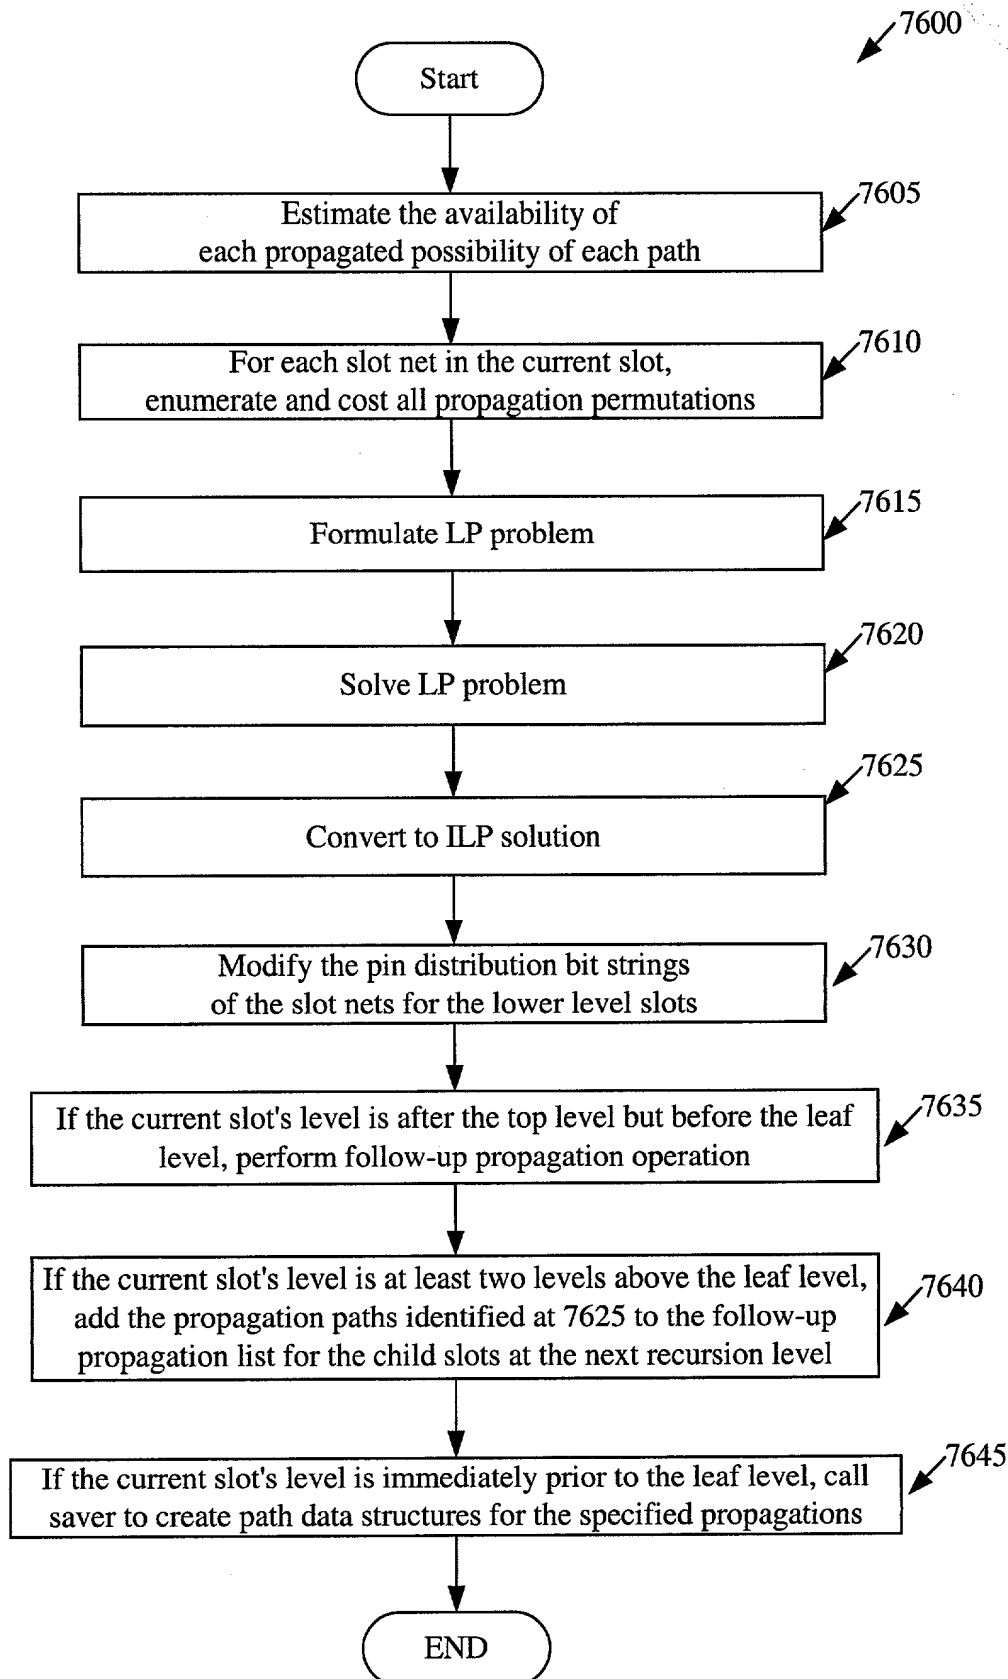 7600
Start
7605
Estimate the availability of
each propagated possibility of each path
7610
For each slot net in the current slot,
enumerate and cost all propagation permutations
7615
Formulate LP problem
7620
Solve LP problem
7625
Convert to ILP solution
7630
Modify the pin distribution bit strings
of the slot nets for the lower level slots
7635
If the current slot's level is after the top level but before the leaf
level, perform follow-up propagation operation
7640
If the current slot's level is at least two levels above the leaf level,
add the propagation paths identified at 7625 to the follow-up
propagation list for the child slots at the next recursion level
7645
If the current slot's level is immediately prior to the leaf level, call
saver to create path data structures for the specified propagations
END